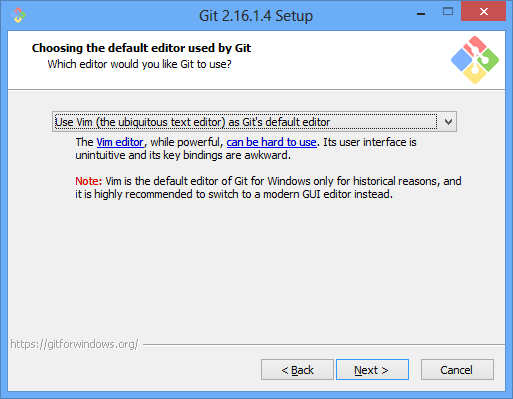 Git 2.16.1.4 Setup
Choosing the default editor used by Git
Which editor would you like Git to use?
Use Vim (the ubiquitous text editor) as Git's default editor
The Vim editor, while powerful, can be hard to use. Its user interface is
unintuitive and its key bindings are awkward.
Note: Vim is the default editor of Git for Windows only for historical reasons, and
it is highly recommended to switch to a modern GUI editor instead.
https://gitforwindows.org/
< Back
Next >
Cancel